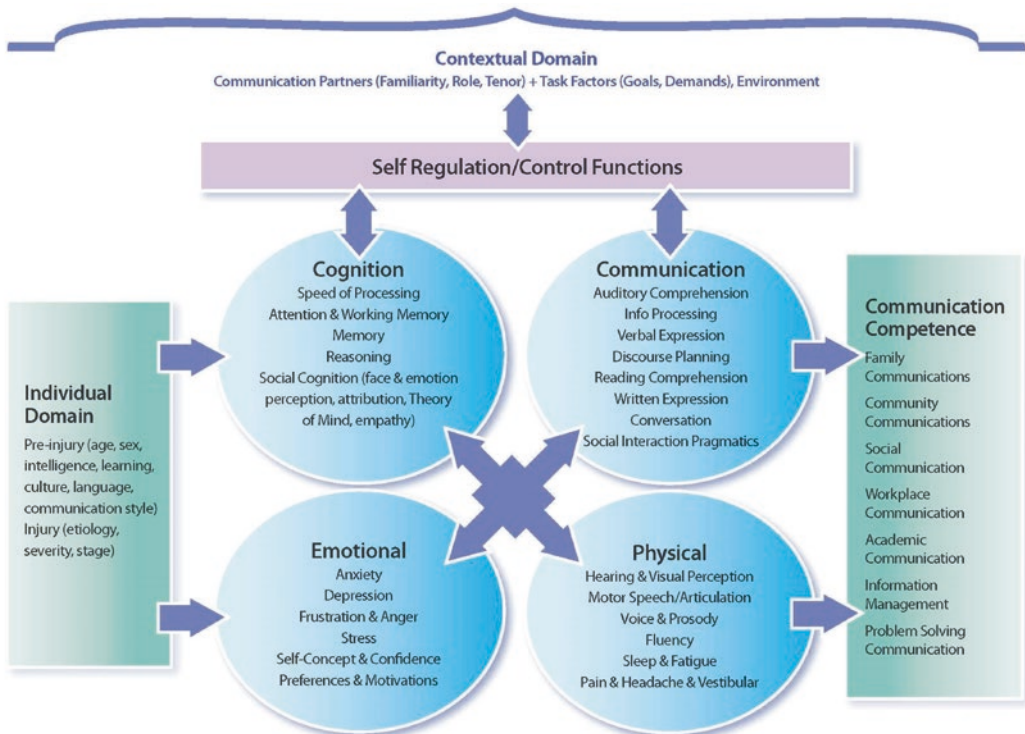 Contextual Domain
Communication Partners (Familiarity, Role, Tenor) + Task Factors (Goals, Demands), Environment
Self Regulation/Control Functions
Individual
Domain
Pre-injury (age, sex,
intelligence, learning,
culture, language,
communication style)
Injury (etiology,
severity, stage)
Cognition
Speed of Processing
Attention & Working Memory
Memory
Reasoning
Social Cognition (face & emotion
perception, attribution, Theory
of Mind, empathy)
Communication
Auditory Comprehension
Info Processing
Verbal Expression
Discourse Planning
Reading Comprehension
Written Expression
Conversation
Social Interaction Pragmatics
Emotional
Anxiety
Depression
Frustration & Anger
Stress
Self-Concept & Confidence
Preferences & Motivations
Physical
Hearing & Visual Perception
Motor Speech/Articulation
Voice & Prosody
Fluency
Sleep & Fatigue
Pain & Headache & Vestibular
Communication
Competence
Family
Communications
Community
Communications
Social
Communication
Workplace
Communication
Academic
Communication
Information
Management
Problem Solving
Communication